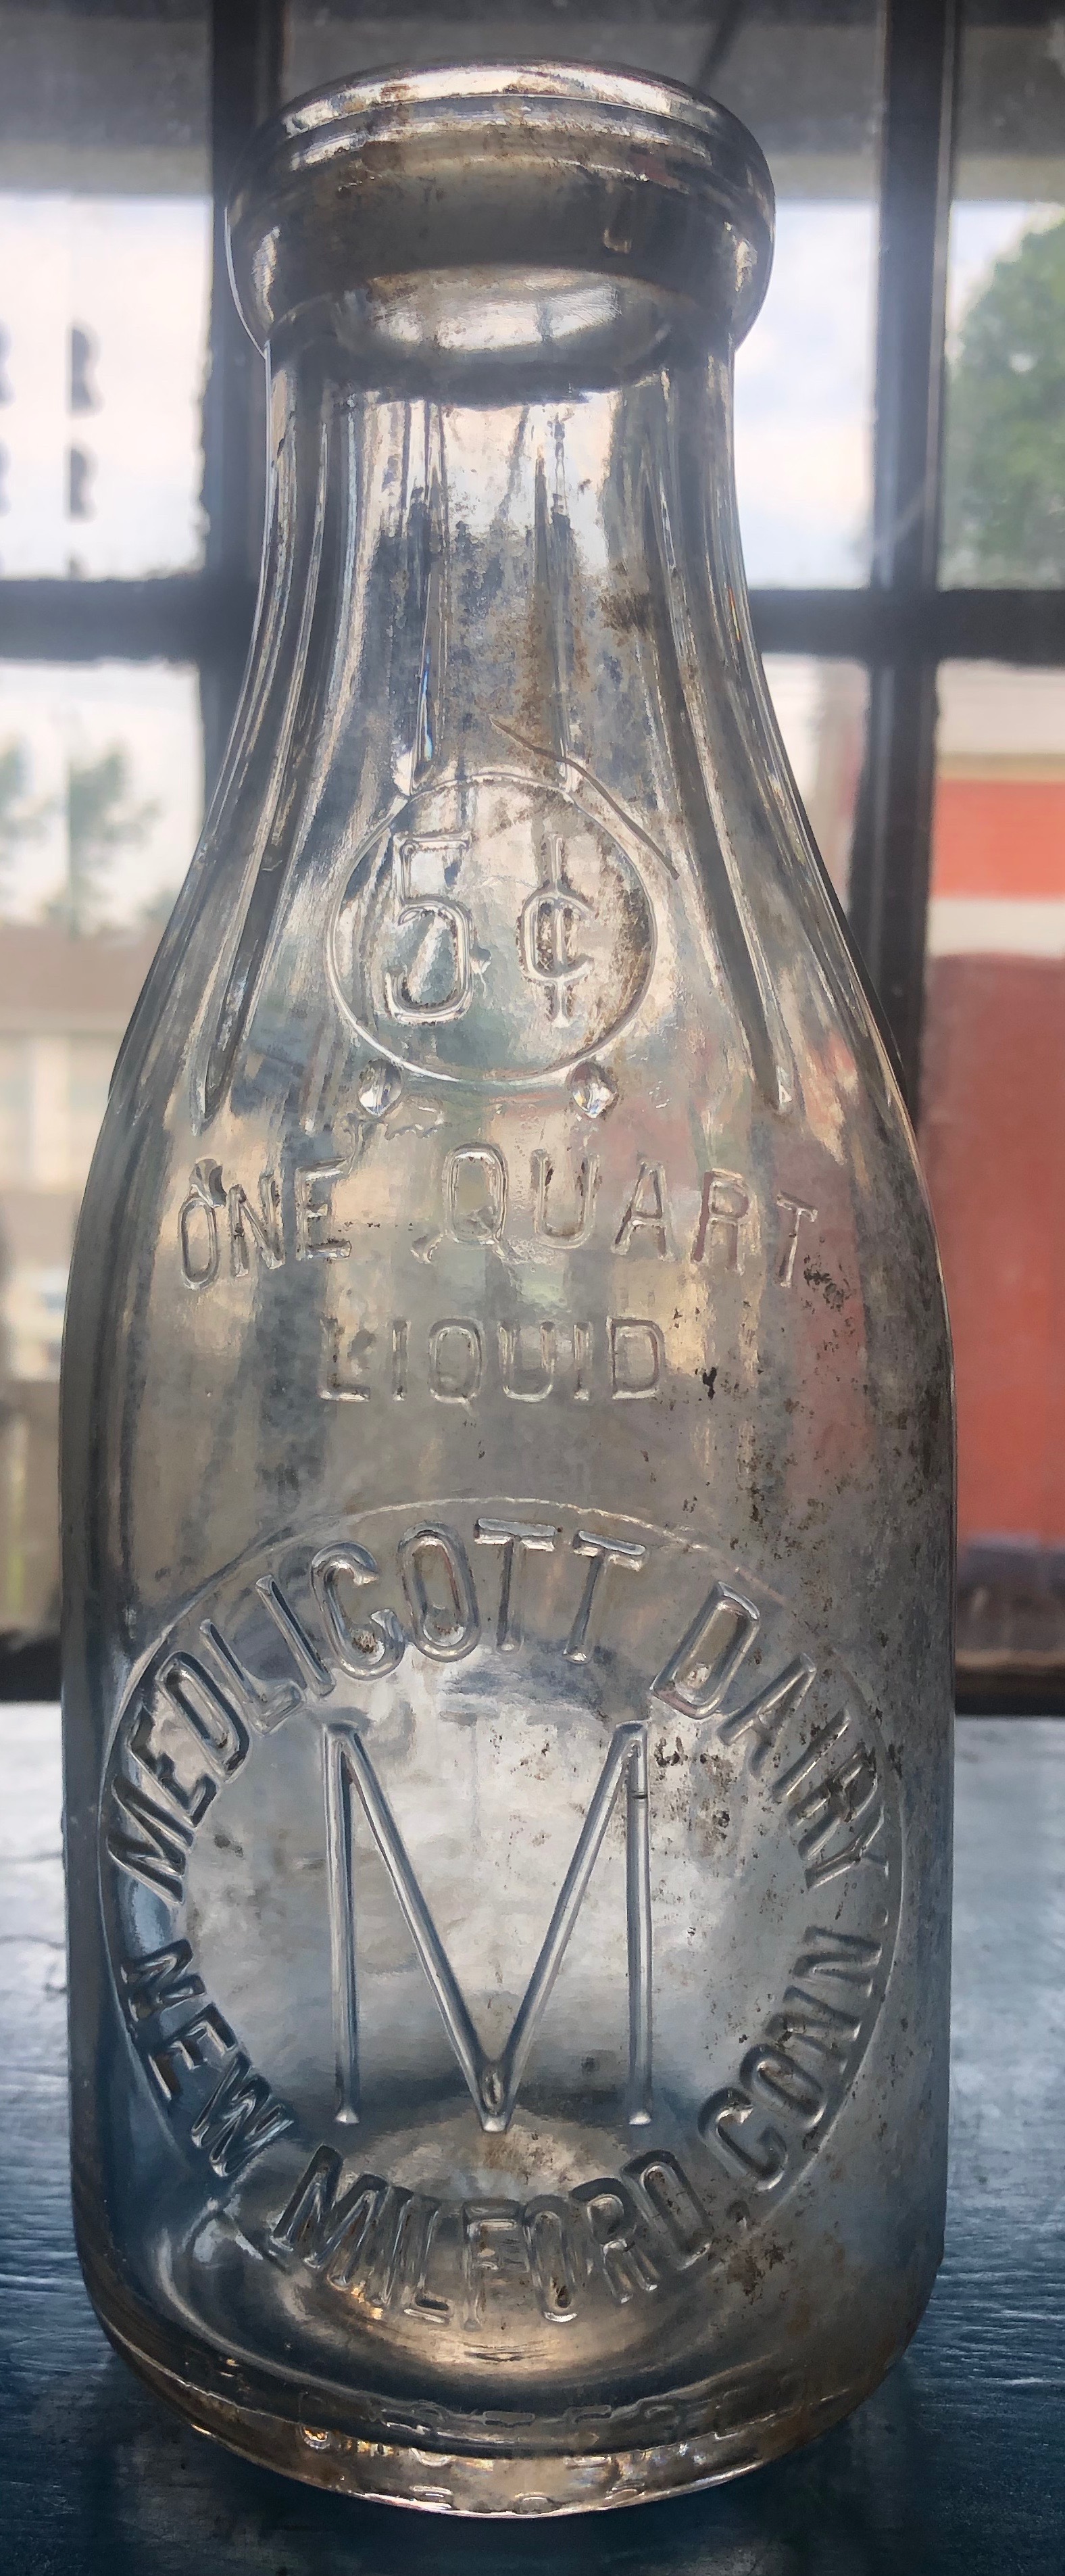 5¢
ONE QUART
LIQUID
MEDLICOTT DAIRY
M
NEW MILFORD, CONN.